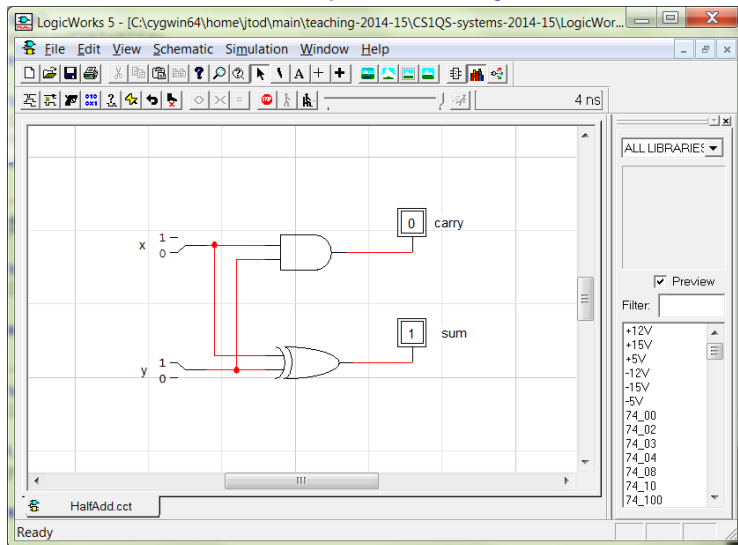 LogicWorks 5 - [C:\cygwin64\home\jtod\main\teaching-2014-15\CS1QS-systems-2014-15\LogicWor...
File Edit View Schematic Simulation Window Help
4 ns
ALL LIBRARIES
Preview
Filter:
+12V
+15V
+5V
-12V
-15V
-5V
74_00
74_02
74_03
74_04
74_08
74_10
74_100
0 carry
x 1
0
1 sum
y 1
0
HalfAdd.cct
Ready